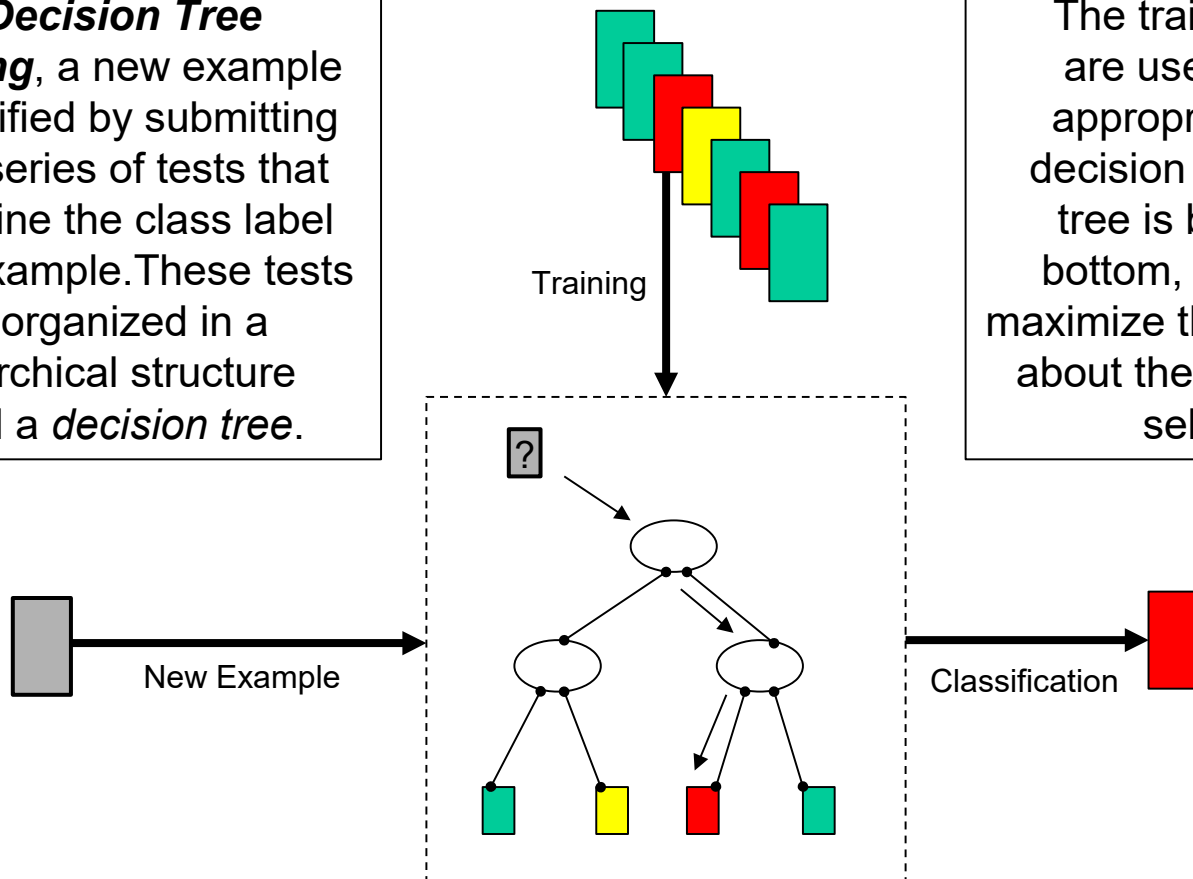 Decision Tree
ng, a new example
ified by submitting
series of tests that
ine the class label
xample.These tests
organized in a
rchical structure
a decision tree.
The trai
are use
appropr
decision
tree is b
bottom,
maximize th
about the
sel
Training
?
New Example
Classification